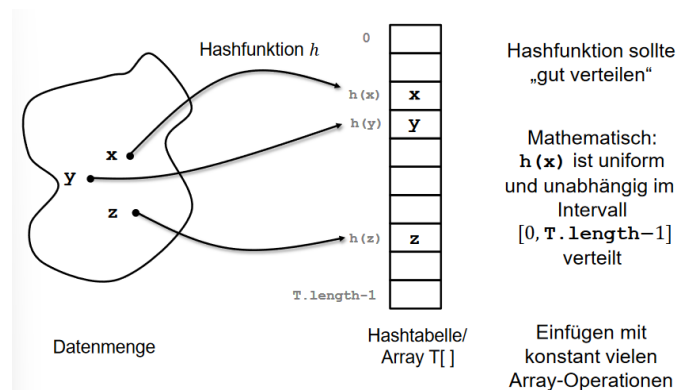 Hashfunktion h
x
y
z
Datenmenge
0
h(x)
x
h(y)
y
h(z)
z
T.length-1
Hashtabelle/
Array T[ ]
Hashfunktion sollte
„gut verteilen“
Mathematisch:
h(x) ist uniform
und unabhängig im
Intervall
[0, T.length−1]
verteilt
Einfügen mit
konstant vielen
Array-Operationen